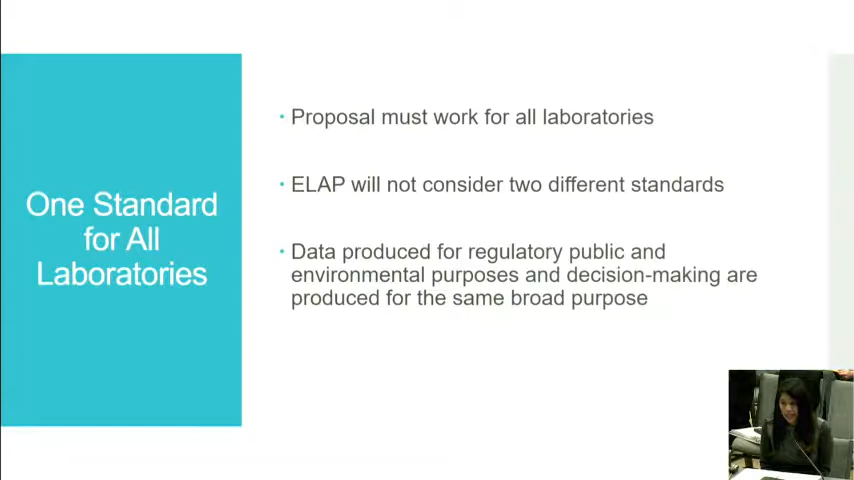 One Standard
for All
Laboratories
• Proposal must work for all laboratories
• ELAP will not consider two different standards
• Data produced for regulatory public and
environmental purposes and decision-making are
produced for the same broad purpose